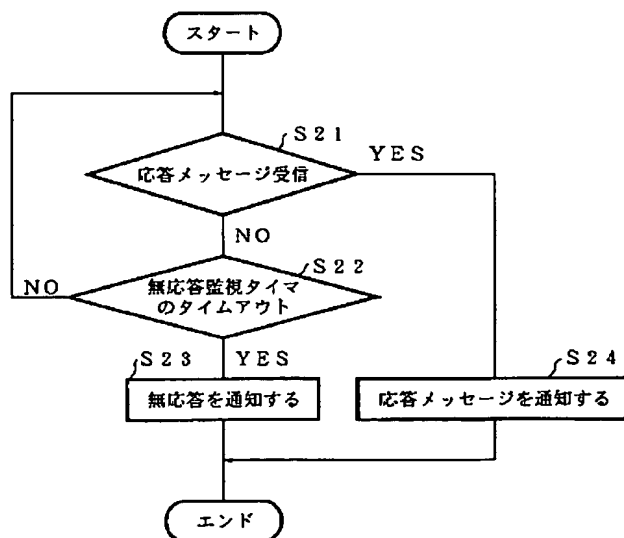 スタート
S21
応答メッセージ受信
YES
NO
S22
無応答監視タイマ
のタイムアウト
NO
S23
YES
無応答を通知する
S24
応答メッセージを通知する
エンド